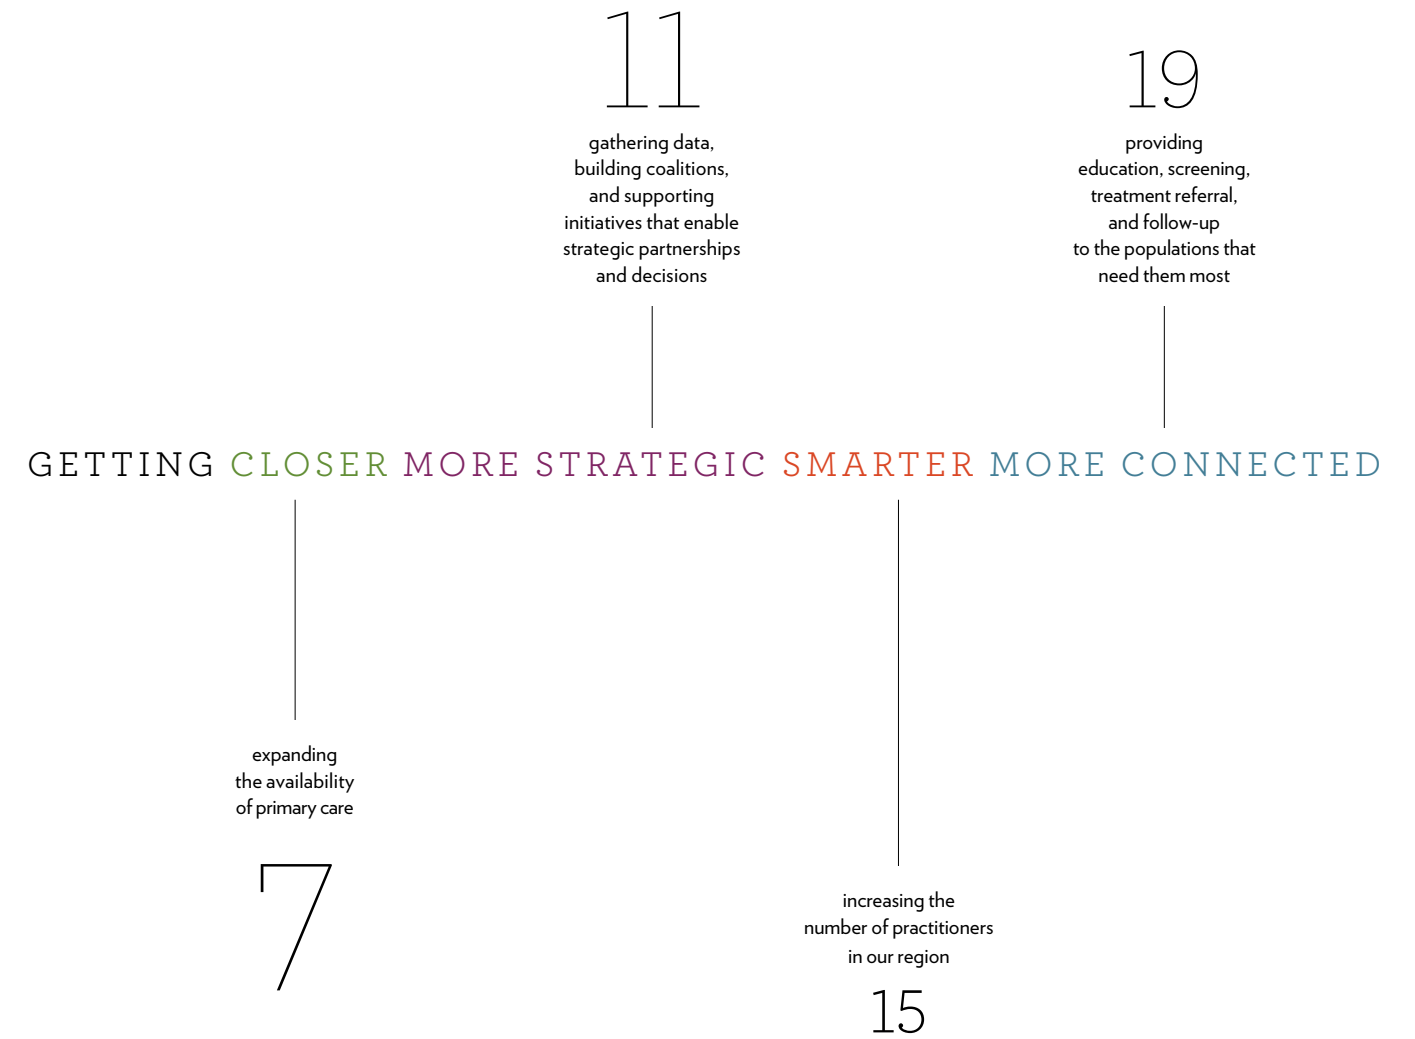 11
gathering data,
building coalitions,
and supporting
initiatives that enable
strategic partnerships
and decisions
19
providing
education, screening,
treatment referral,
and follow-up
to the populations that
need them most
GETTING CLOSER MORE STRATEGIC SMARTER MORE CONNECTED
expanding
the availability
of primary care
7
increasing the
number of practitioners
in our region
15